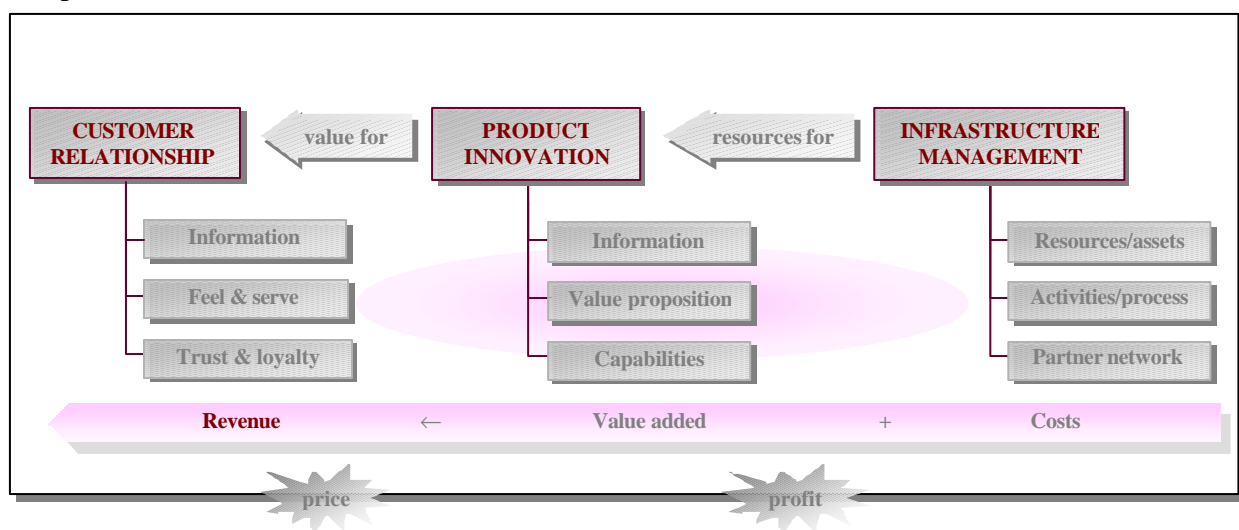 CUSTOMER
RELATIONSHIP
value for
PRODUCT
INNOVATION
resources for
INFRASTRUCTURE
MANAGEMENT
Information
Information
Resources/assets
Feel & serve
Value proposition
Activities/process
Trust & loyalty
Capabilities
Partner network
Revenue ← Value added + Costs
price
profit